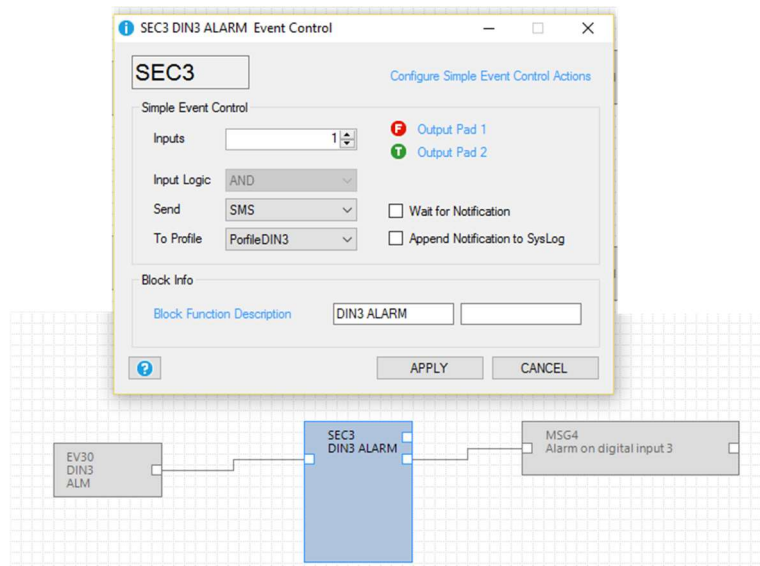 SEC3 DIN3 ALARM Event Control
SEC3
Configure Simple Event Control Actions
Simple Event Control
Inputs 1
F Output Pad 1
T Output Pad 2
Input Logic AND
Send SMS
Wait for Notification
To Profile PorfileDIN3
Append Notification to SysLog
Block Info
Block Function Description DIN3 ALARM
? APPLY CANCEL
EV30
DIN3
ALM
SEC3
DIN3 ALARM
MSG4
Alarm on digital input 3